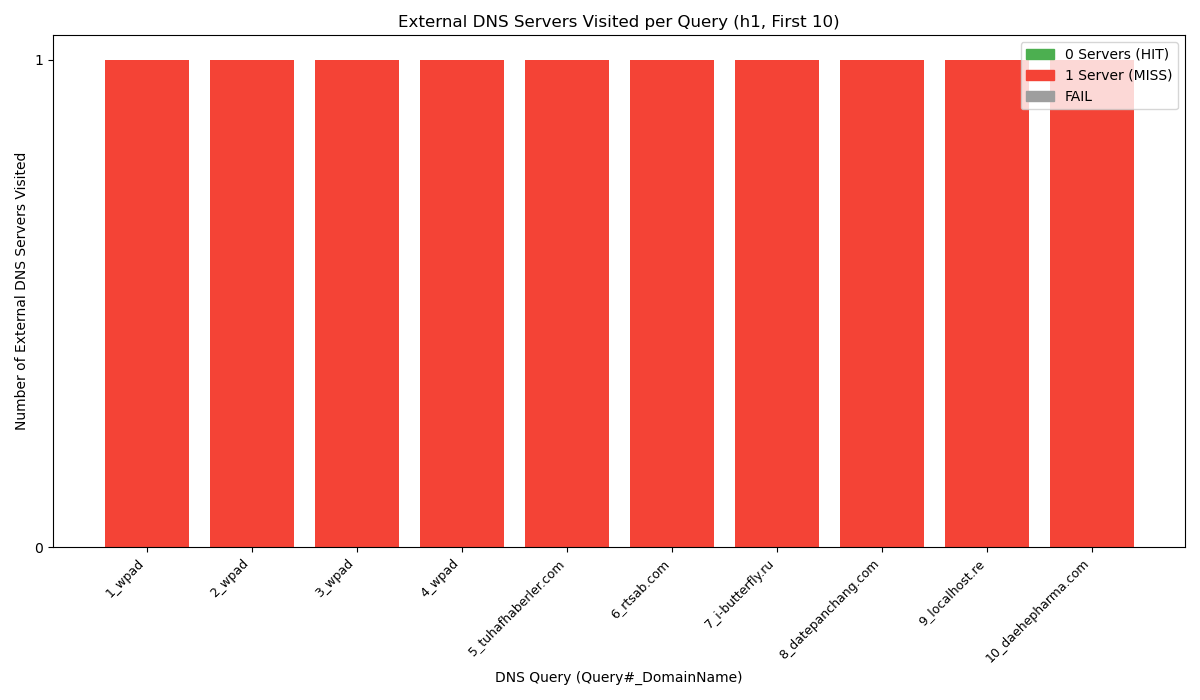 External DNS Servers Visited per Query (h1, First 10)
0 Servers (HIT)
1 Server (MISS)
FAIL
Number of External DNS Servers Visited
1
0
1_wpad
2_wpad
3_wpad
4_wpad
5_tuhafhaberler.com
6_rtsab.com
7_i-butterfly.ru
8_datepanchang.com
9_localhost.re
10_daehepharma.com
DNS Query (Query#_DomainName)